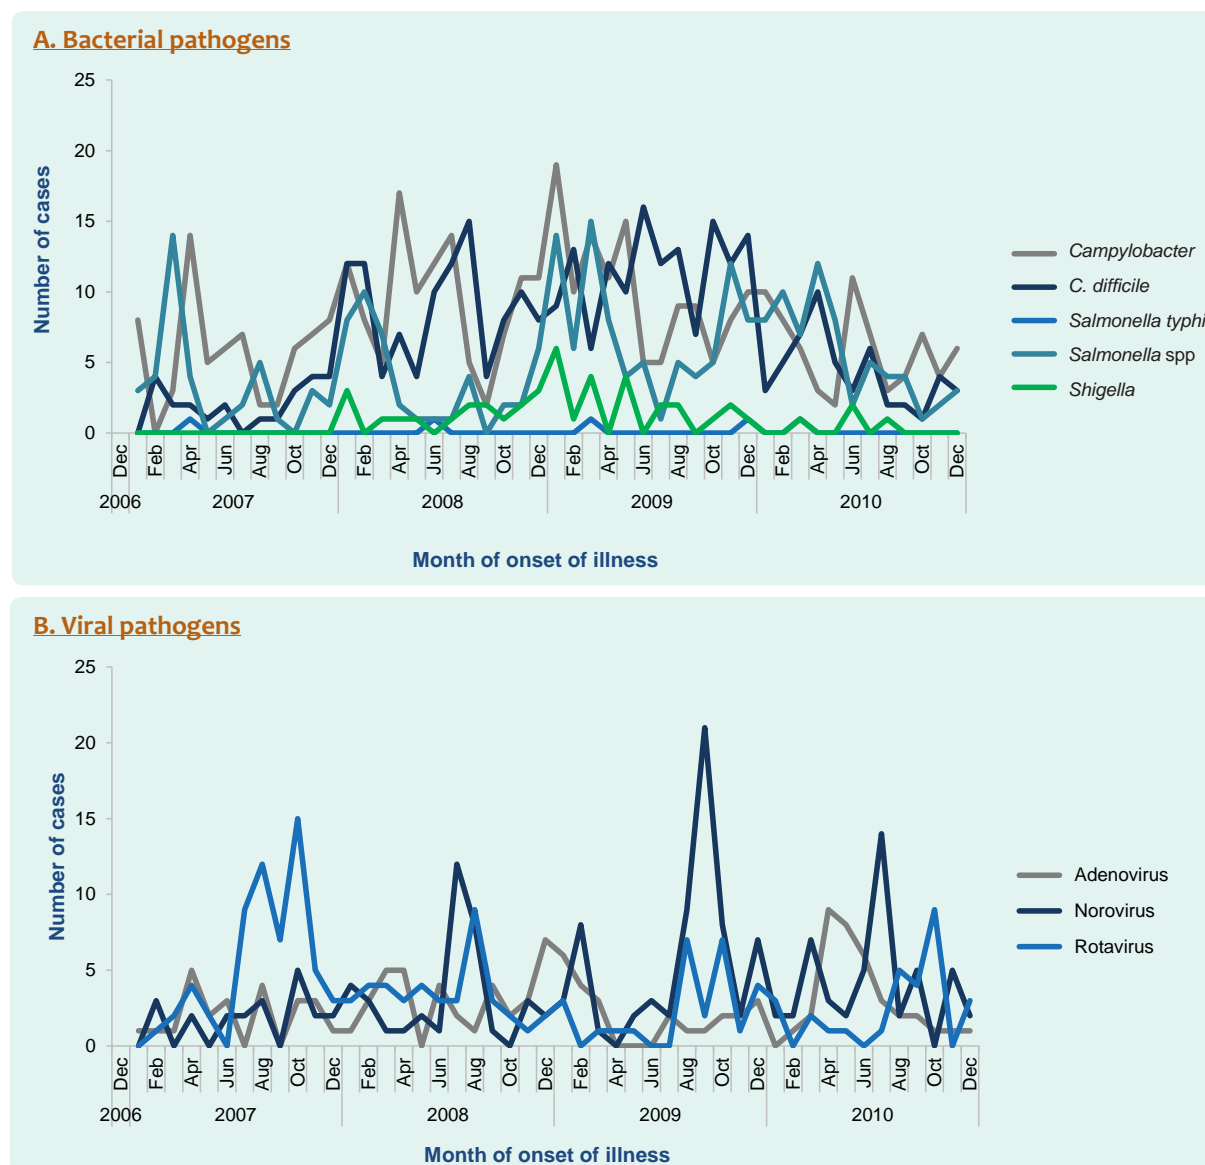 A. Bacterial pathogens
25
20
15
10
5
0
Number of cases
Dec Feb Apr Jun Aug Oct Dec Feb Apr Jun Aug Oct Dec Feb Apr Jun Aug Oct Dec Feb Apr Jun Aug Oct Dec
2006 2007 2008 2009 2010
Month of onset of illness
Campylobacter
C. difficile
Salmonella typhi
Salmonella spp
Shigella
B. Viral pathogens
25
20
15
10
5
0
Number of cases
Dec Feb Apr Jun Aug Oct Dec Feb Apr Jun Aug Oct Dec Feb Apr Jun Aug Oct Dec Feb Apr Jun Aug Oct Dec
2006 2007 2008 2009 2010
Month of onset of illness
Adenovirus
Norovirus
Rotavirus